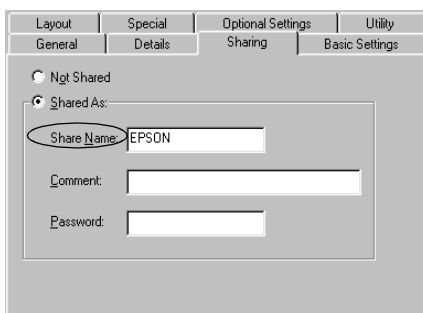 Layout Special Optional Settings Utility
General Details Sharing Basic Settings
Not Shared
Shared As:
Share Name: EPSON
Comment:
Password: